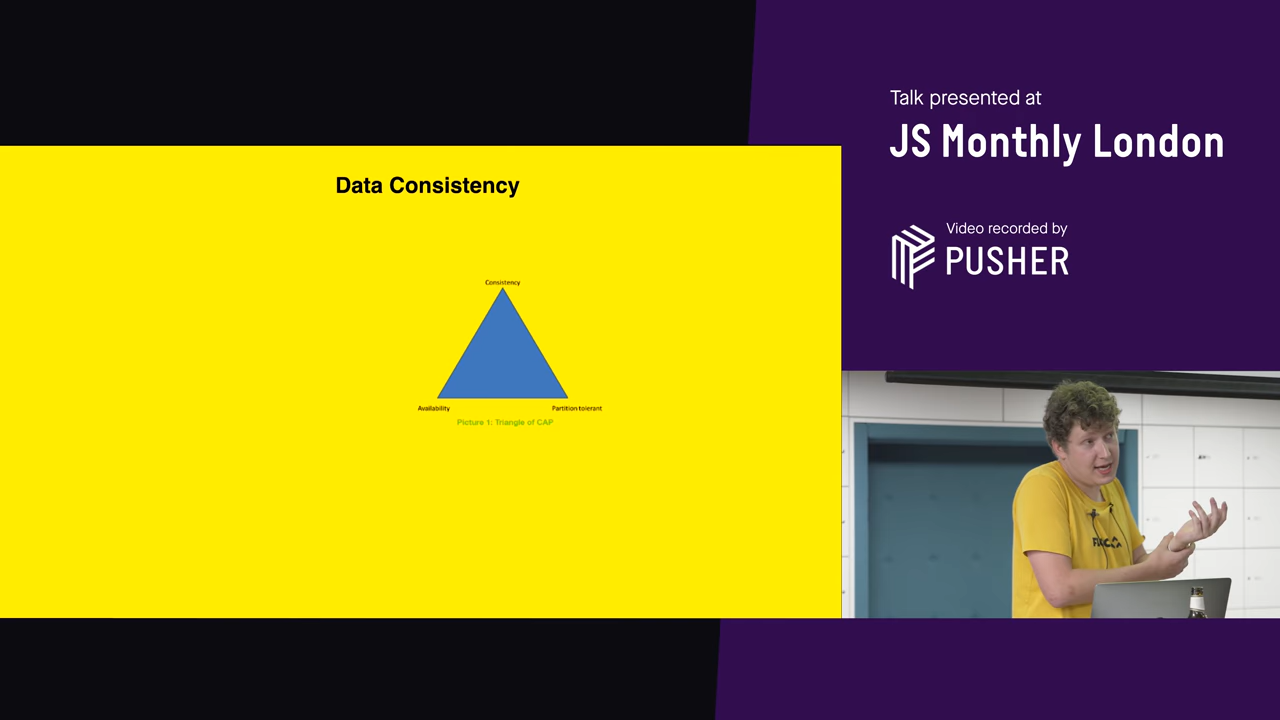 Talk presented at
JS Monthly London
Video recorded by
PUSHER
Data Consistency
Consistency
Availability
Partition tolerant
Picture 1: Triangle of CAP